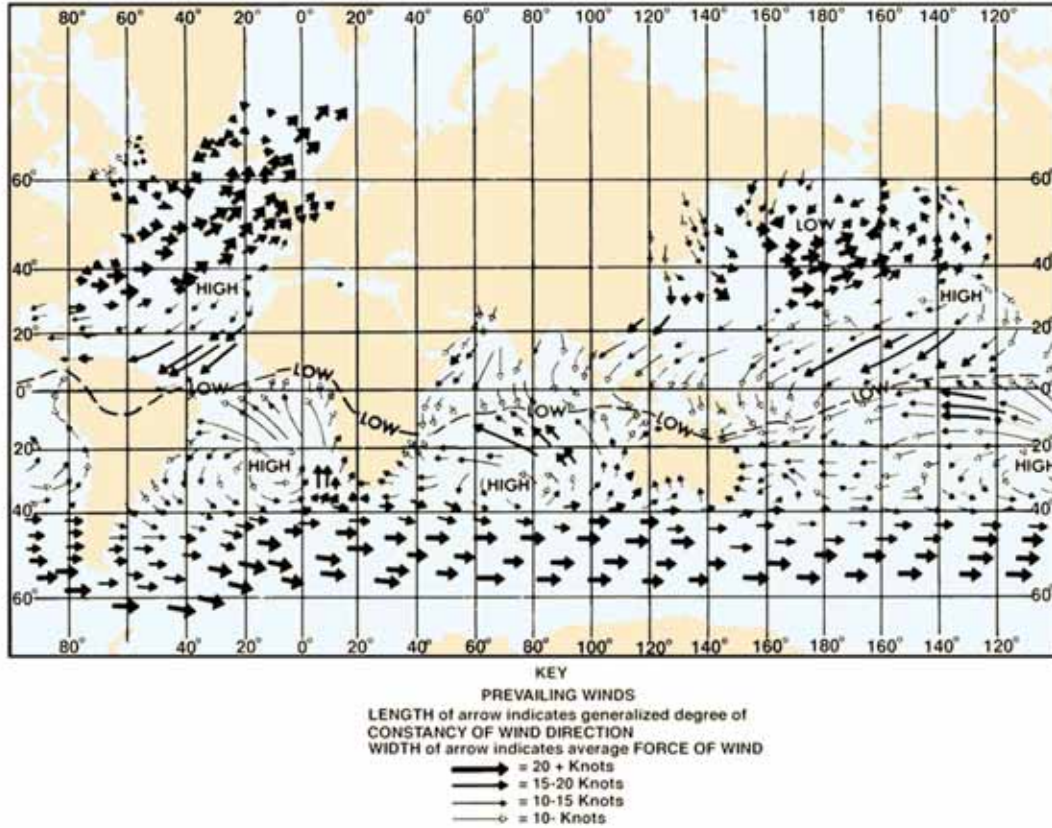 80° 60° 40° 20° 0° 20° 40° 60° 80° 100° 120° 140° 160° 180° 160° 140° 120°
60° 60°
LOW
40° 40°
HIGH HIGH
20° 20°
LOW
0° LOW 0°
LOW LOW LOW
20° 20°
HIGH HIGH HIGH
40° 40°
60° 60°
80° 60° 40° 20° 0° 20° 40° 60° 80° 100° 120° 140° 160° 180° 160° 140° 120°
KEY
PREVAILING WINDS
LENGTH of arrow indicates generalized degree of
CONSTANCY OF WIND DIRECTION
WIDTH of arrow indicates average FORCE OF WIND
= 20 + Knots
= 15-20 Knots
= 10-15 Knots
= 10- Knots